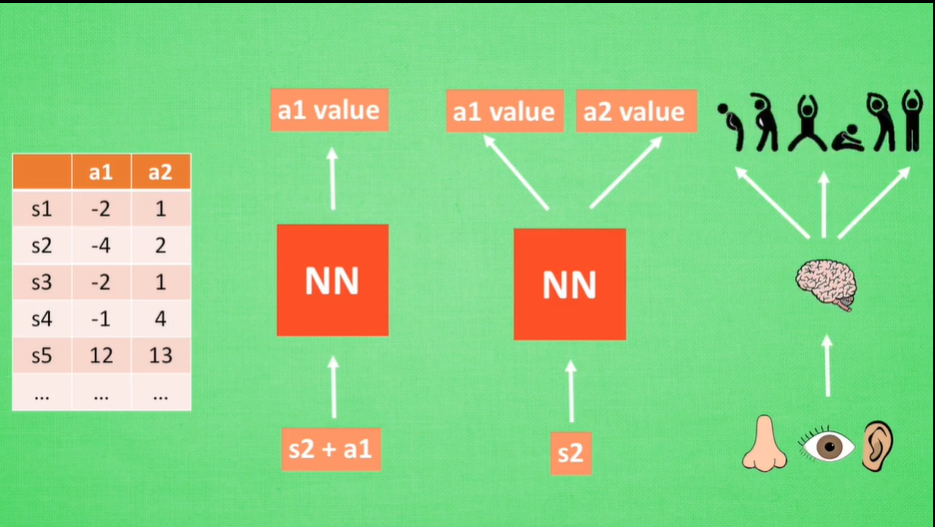 a1 a2
s1 -2 1
s2 -4 2
s3 -2 1
s4 -1 4
s5 12 13
... ... ...
a1 value
NN
s2 + a1
a1 value a2 value
NN
s2